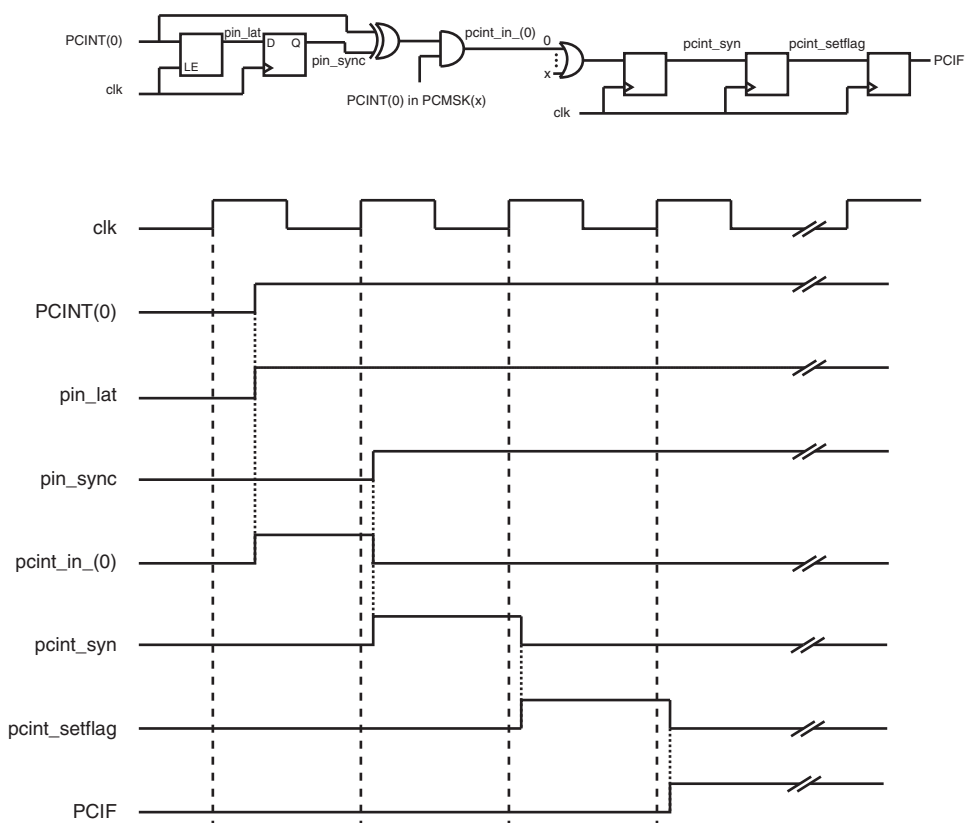 PCINT(0)
pin_lat
D Q
LE
clk
pin_sync
PCINT(0) in PCMSK(x)
pcint_in_(0)
0
x
clk
pcint_syn
pcint_setflag
PCIF
clk
PCINT(0)
pin_lat
pin_sync
pcint_in_(0)
pcint_syn
pcint_setflag
PCIF